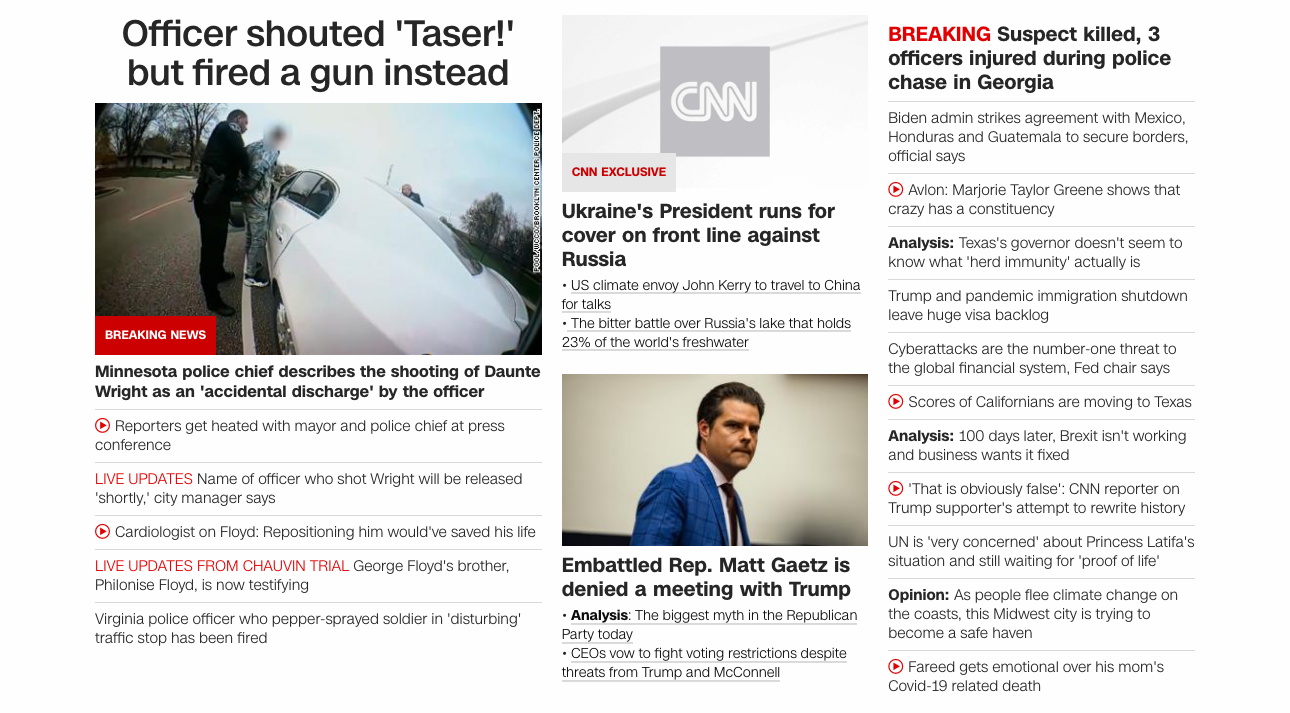 Officer shouted 'Taser!'
but fired a gun instead
POOL/WCCO/BROOKLYN CENTER POLICE DEPT.
BREAKING NEWS
Minnesota police chief describes the shooting of Daunte
Wright as an 'accidental discharge' by the officer
Reporters get heated with mayor and police chief at press
conference
LIVE UPDATES Name of officer who shot Wright will be released
'shortly,' city manager says
Cardiologist on Floyd: Repositioning him would've saved his life
LIVE UPDATES FROM CHAUVIN TRIAL George Floyd's brother,
Philonise Floyd, is now testifying
Virginia police officer who pepper-sprayed soldier in 'disturbing'
traffic stop has been fired
CNN
CNN EXCLUSIVE
Ukraine's President runs for
cover on front line against
Russia
• US climate envoy John Kerry to travel to China
for talks
• The bitter battle over Russia's lake that holds
23% of the world's freshwater
Embattled Rep. Matt Gaetz is
denied a meeting with Trump
• Analysis: The biggest myth in the Republican
Party today
• CEOs vow to fight voting restrictions despite
threats from Trump and McConnell
BREAKING Suspect killed, 3
officers injured during police
chase in Georgia
Biden admin strikes agreement with Mexico,
Honduras and Guatemala to secure borders,
official says
Avlon: Marjorie Taylor Greene shows that
crazy has a constituency
Analysis: Texas's governor doesn't seem to
know what 'herd immunity' actually is
Trump and pandemic immigration shutdown
leave huge visa backlog
Cyberattacks are the number-one threat to
the global financial system, Fed chair says
Scores of Californians are moving to Texas
Analysis: 100 days later, Brexit isn't working
and business wants it fixed
'That is obviously false': CNN reporter on
Trump supporter's attempt to rewrite history
UN is 'very concerned' about Princess Latifa's
situation and still waiting for 'proof of life'
Opinion: As people flee climate change on
the coasts, this Midwest city is trying to
become a safe haven
Fareed gets emotional over his mom's
Covid-19 related death